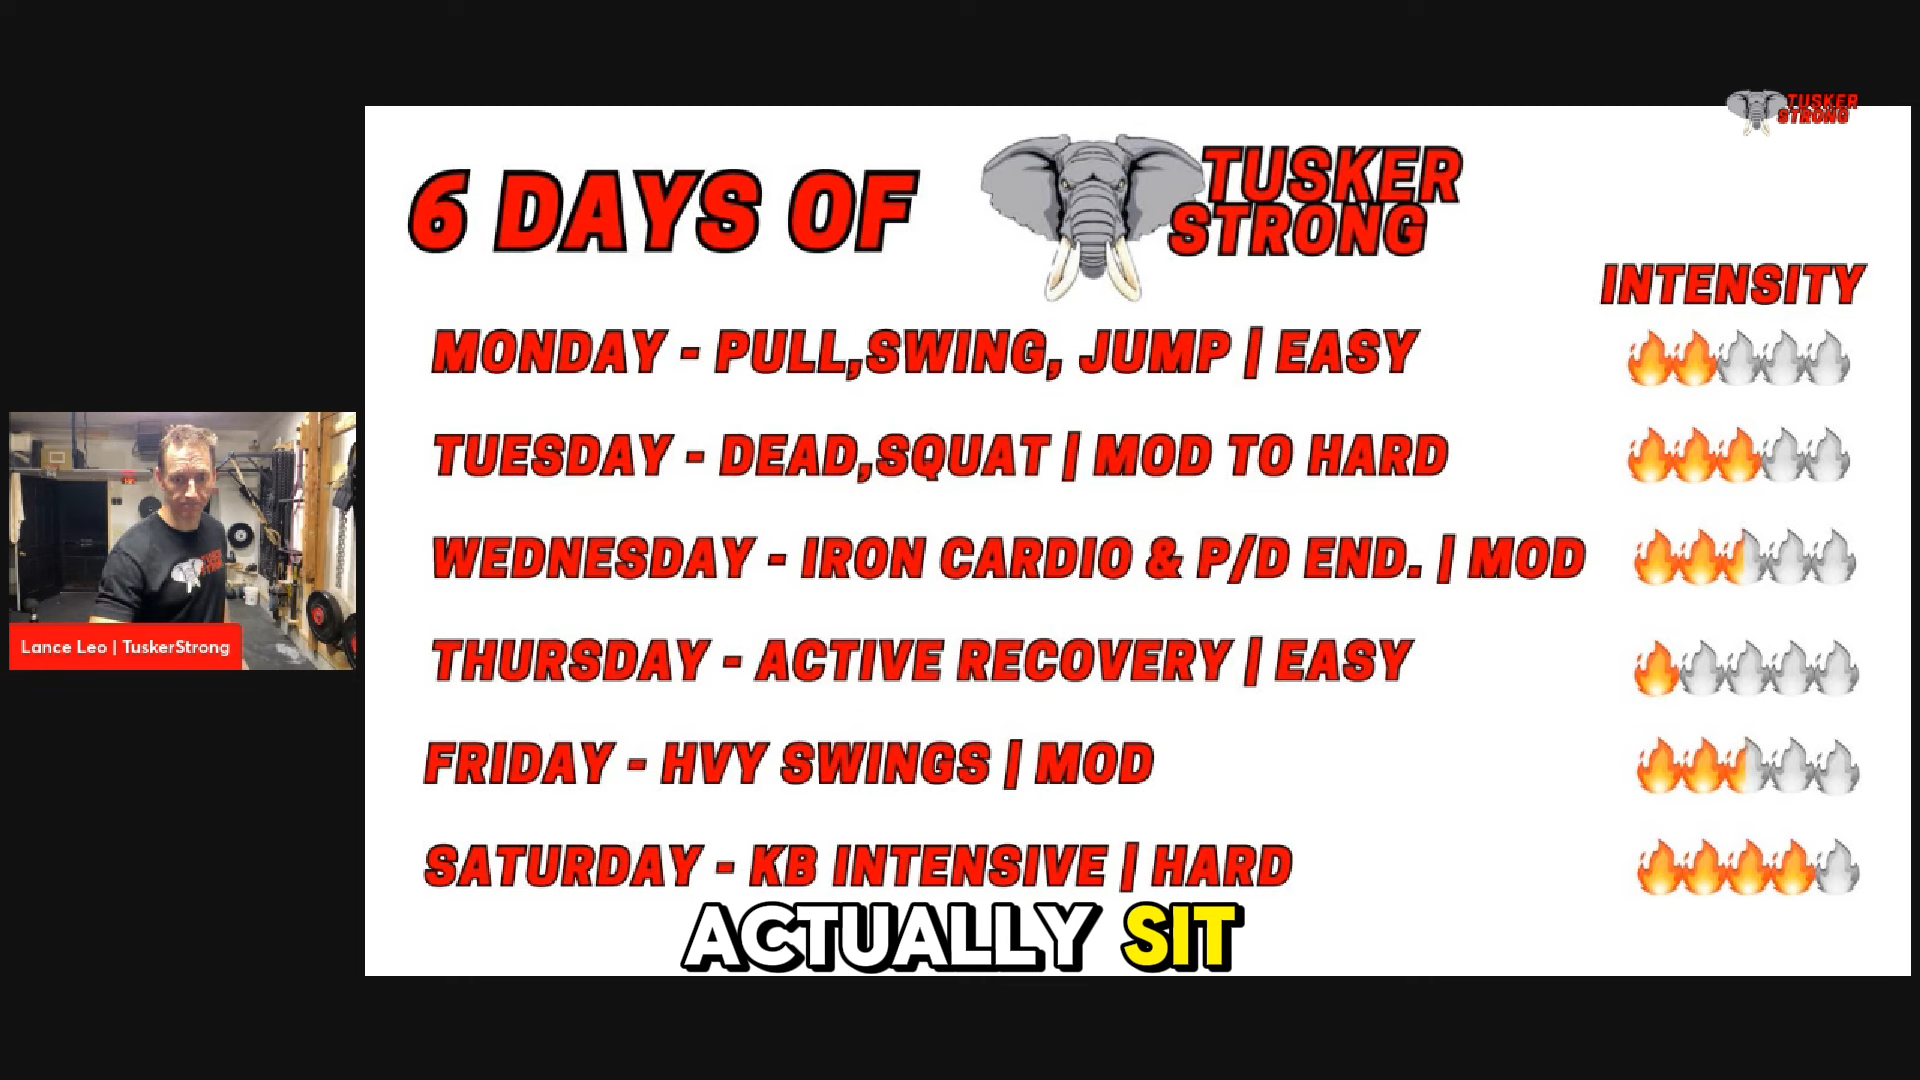 TUSKER
STRONG
6 DAYS OF
TUSKER
STRONG
INTENSITY
MONDAY - PULL,SWING, JUMP | EASY
TUESDAY - DEAD,SQUAT | MOD TO HARD
WEDNESDAY - IRON CARDIO & P/D END. | MOD
THURSDAY - ACTIVE RECOVERY | EASY
FRIDAY - HVY SWINGS | MOD
SATURDAY - KB INTENSIVE | HARD
Lance Leo | TuskerStrong
ACTUALLY SIT